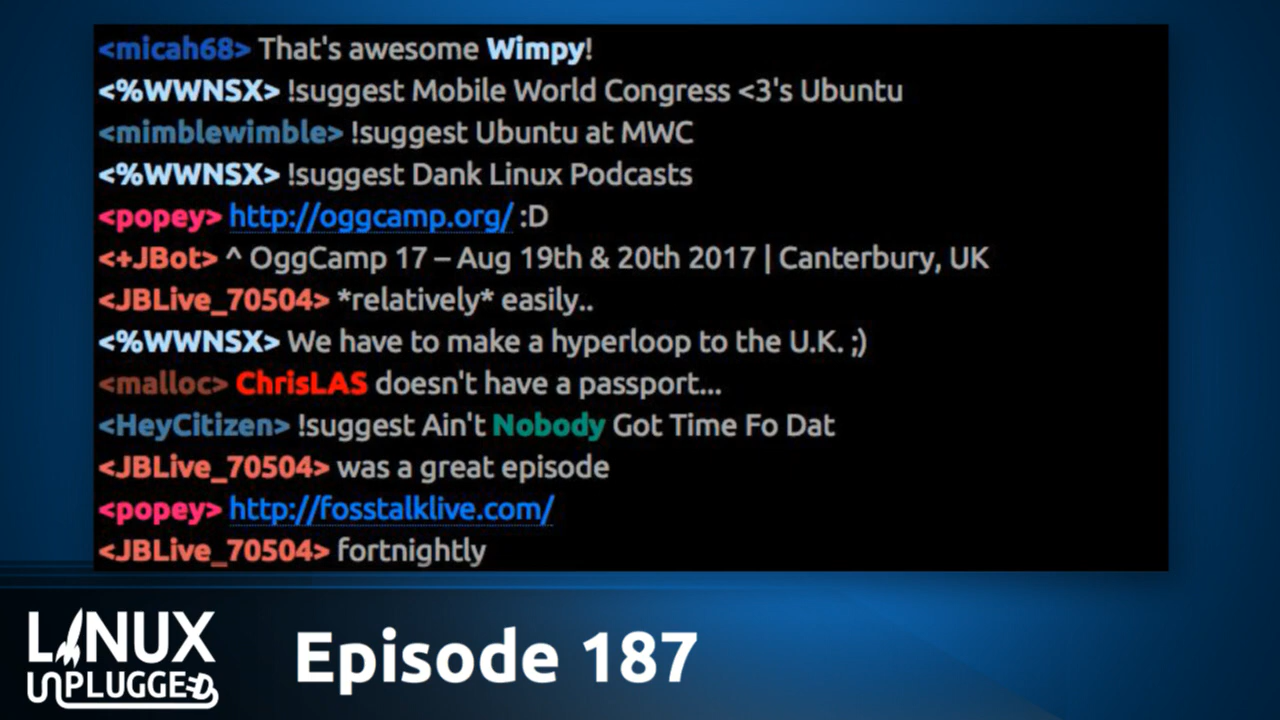 <micah68> That's awesome Wimpy!
<%WWNSX> !suggest Mobile World Congress <3's Ubuntu
<mimblewimble> !suggest Ubuntu at MWC
<%WWNSX> !suggest Dank Linux Podcasts
<popey> http://oggcamp.org/ :D
<+JBot> ^ OggCamp 17 – Aug 19th & 20th 2017 | Canterbury, UK
<JBLive_70504> *relatively* easily..
<%WWNSX> We have to make a hyperloop to the U.K. ;)
<malloc> ChrisLAS doesn't have a passport...
<HeyCitizen> !suggest Ain't Nobody Got Time Fo Dat
<JBLive_70504> was a great episode
<popey> http://fosstalklive.com/
<JBLive_70504> fortnightly
LINUX
UNPLUGGED
Episode 187